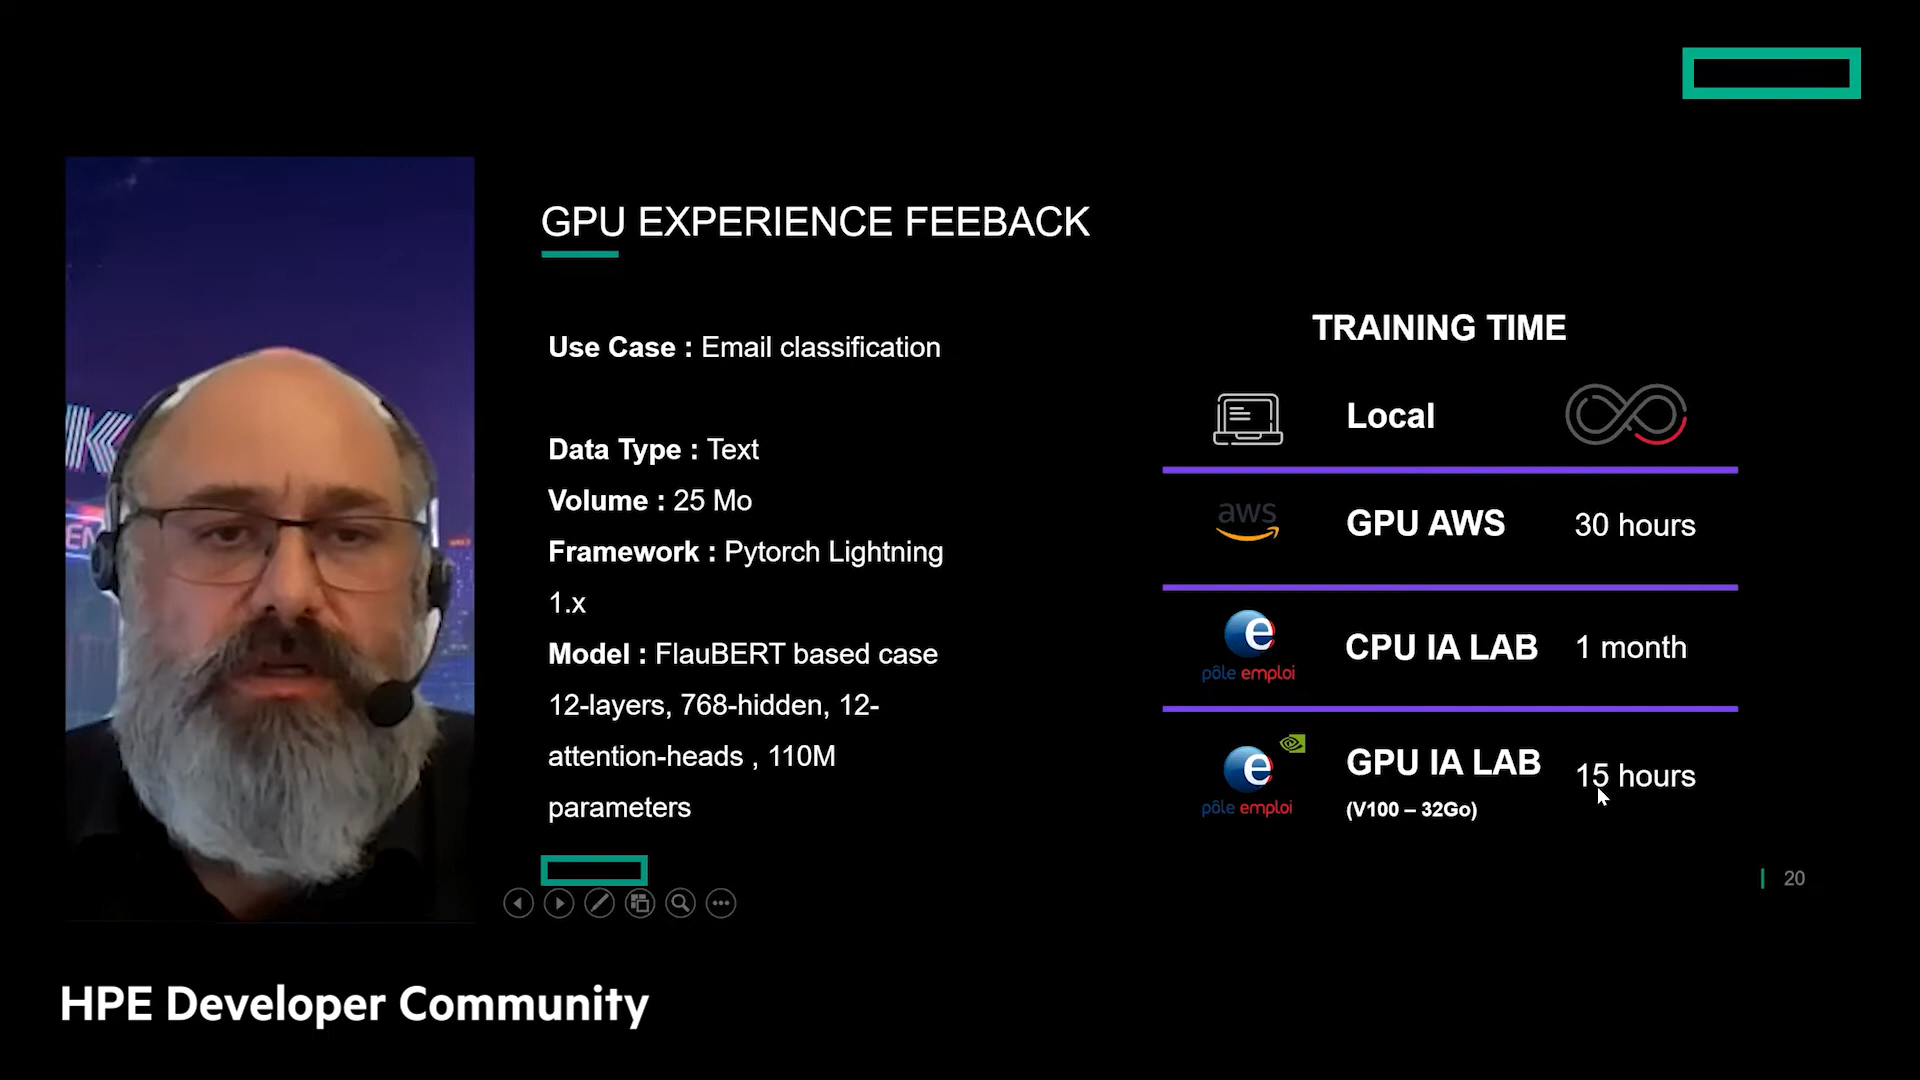 GPU EXPERIENCE FEEBACK
Use Case : Email classification
Data Type : Text
Volume : 25 Mo
Framework : Pytorch Lightning
1.x
Model : FlauBERT based case
12-layers, 768-hidden, 12-
attention-heads , 110M
parameters
TRAINING TIME
Local
aws
GPU AWS
30 hours
e
pôle emploi
CPU IA LAB
1 month
e
pôle emploi
GPU IA LAB
(V100 – 32Go)
15 hours
20
K
EN
HPE Developer Community